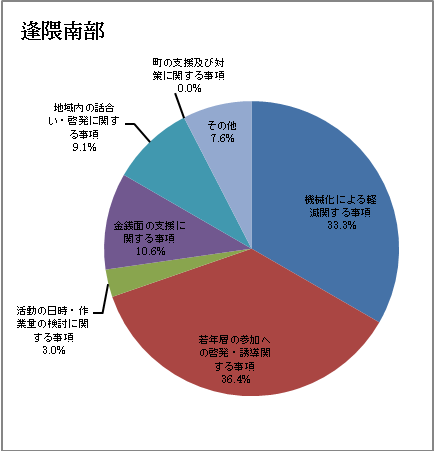 逢隈南部
町の支援及び対
策に関する事項
0.0%
その他
7.6%
地域内の話合
い・啓発に関す
る事項
9.1%
機械化による軽
減関する事項
33.3%
金銭面の支援に
関する事項
10.6%
活動の日時・作
業量の検討に関
する事項
3.0%
若年層の参加へ
の啓発・誘導関
する事項
36.4%